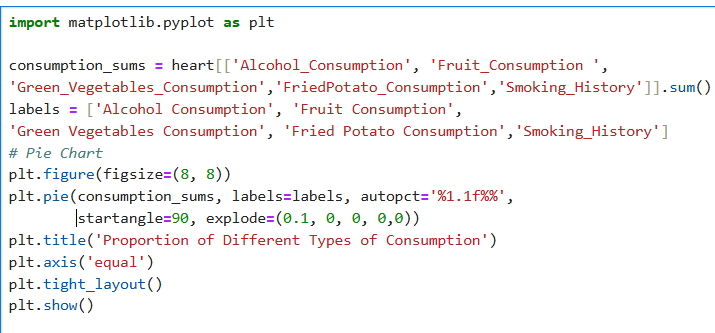 import matplotlib.pyplot as plt
consumption_sums = heart[['Alcohol_Consumption', 'Fruit_Consumption ',
'Green_Vegetables_Consumption','FriedPotato_Consumption','Smoking_History']].sum()
labels = ['Alcohol Consumption', 'Fruit Consumption',
'Green Vegetables Consumption', 'Fried Potato Consumption','Smoking_History']
# Pie Chart
plt.figure(figsize=(8, 8))
plt.pie(consumption_sums, labels=labels, autopct='%1.1f%%',
startangle=90, explode=(0.1, 0, 0, 0,0))
plt.title('Proportion of Different Types of Consumption')
plt.axis('equal')
plt.tight_layout()
plt.show()